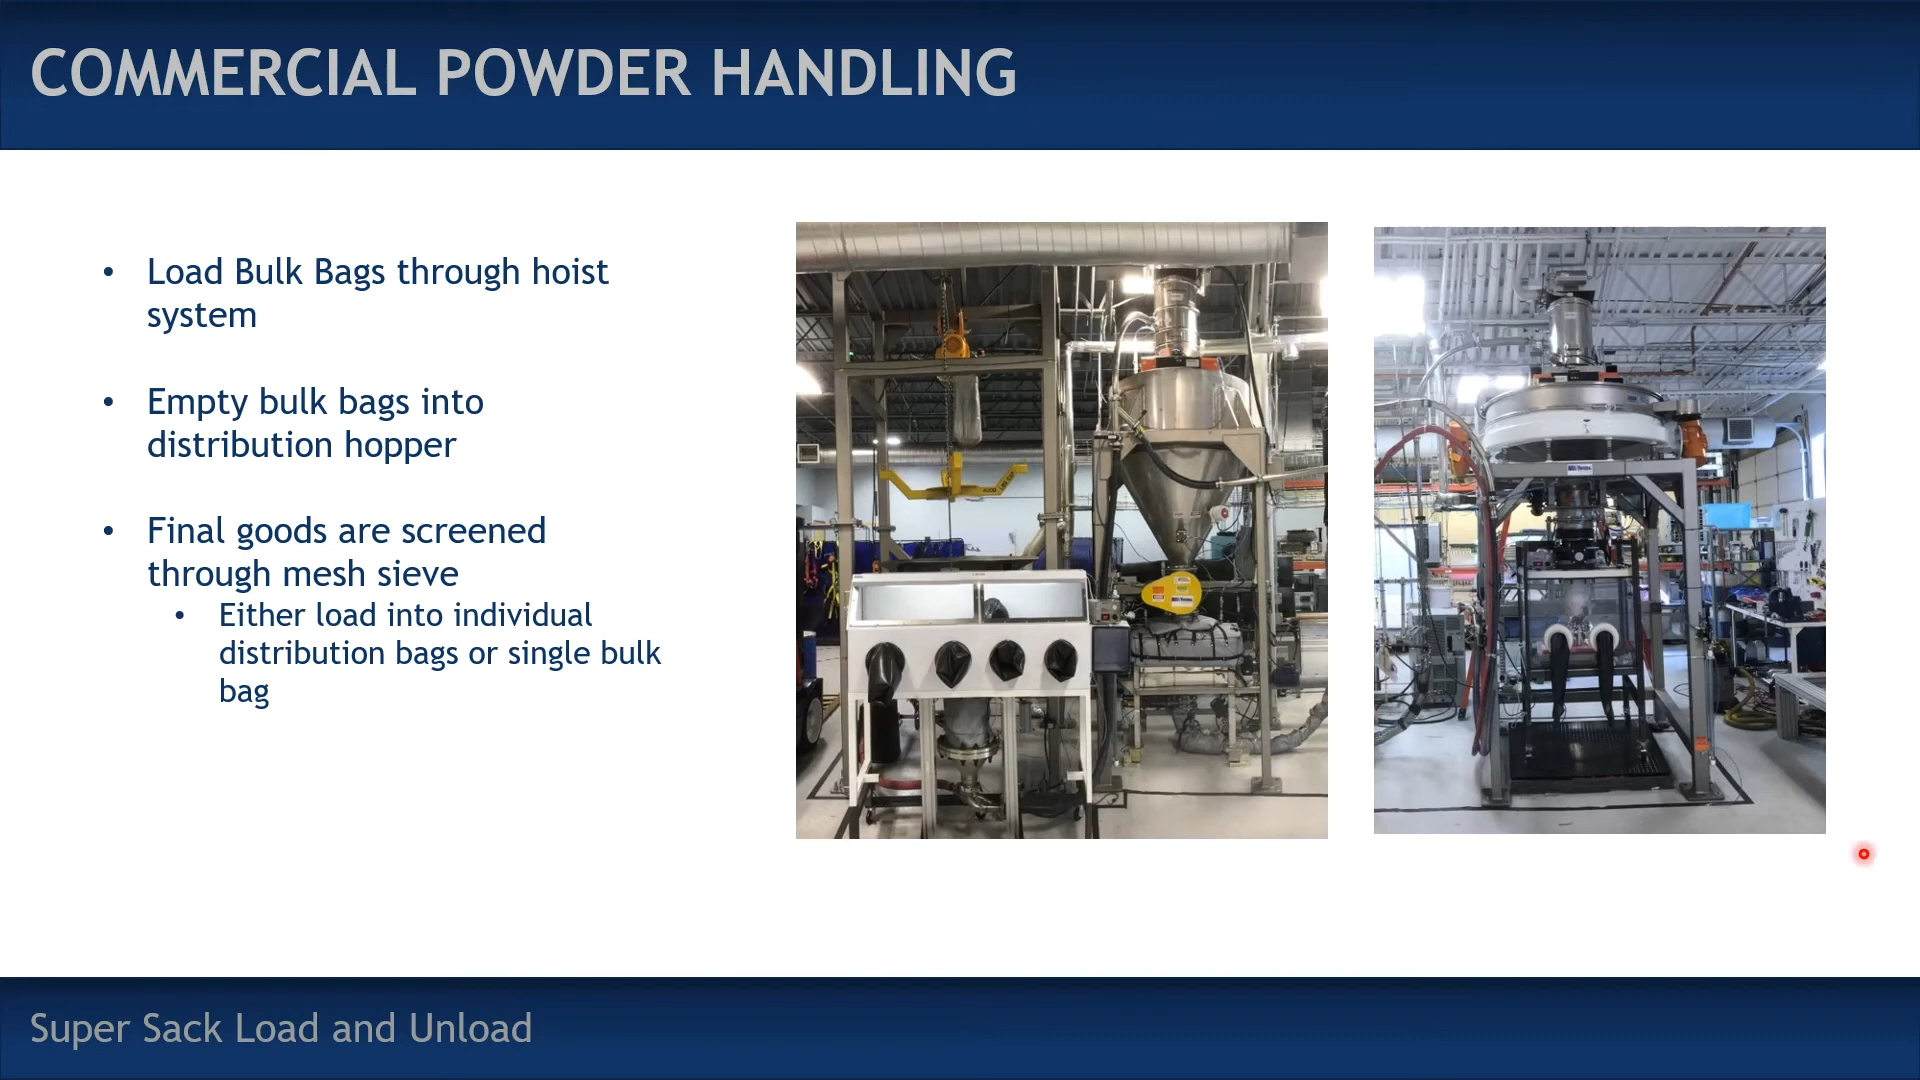 COMMERCIAL POWDER HANDLING
• Load Bulk Bags through hoist
system
• Empty bulk bags into
distribution hopper
• Final goods are screened
through mesh sieve
• Either load into individual
distribution bags or single bulk
bag
Super Sack Load and Unload